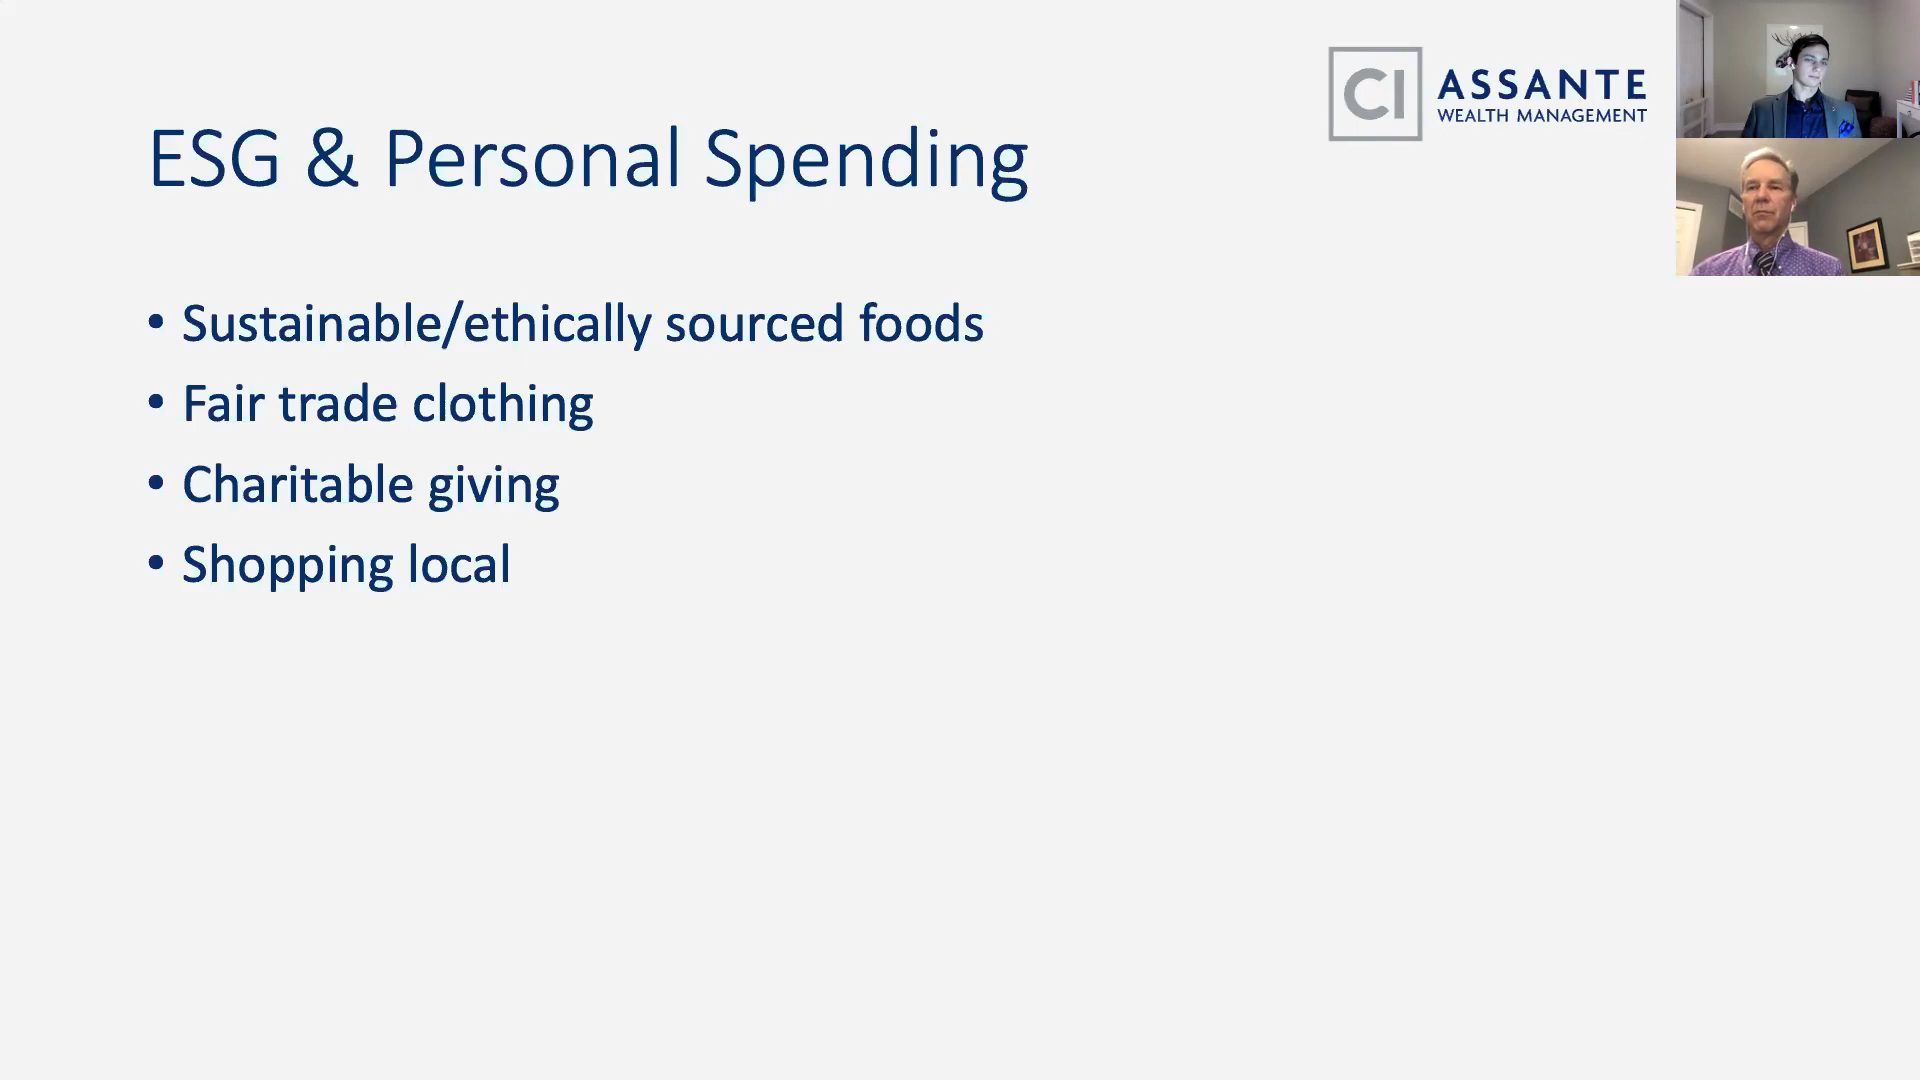 CI ASSANTE
WEALTH MANAGEMENT
ESG & Personal Spending
• Sustainable/ethically sourced foods
• Fair trade clothing
• Charitable giving
• Shopping local